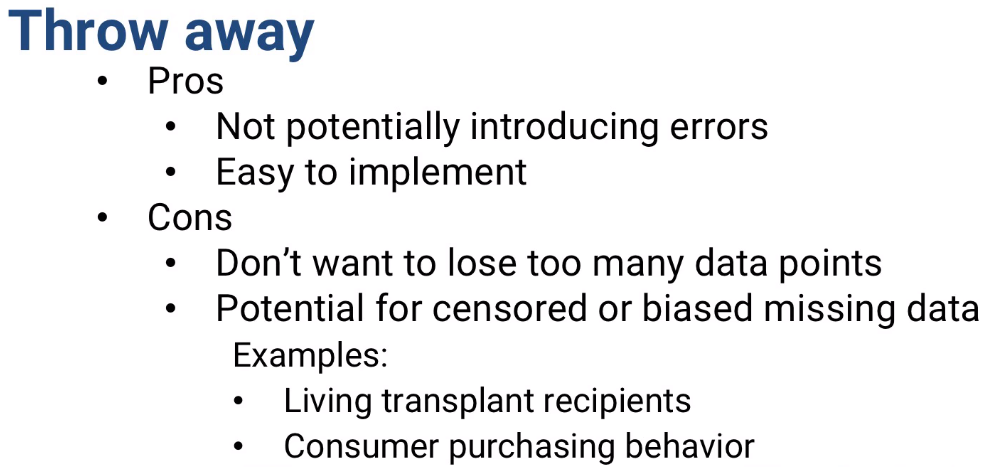 Throw away
• Pros
• Not potentially introducing errors
• Easy to implement
• Cons
• Don’t want to lose too many data points
• Potential for censored or biased missing data
Examples:
• Living transplant recipients
• Consumer purchasing behavior